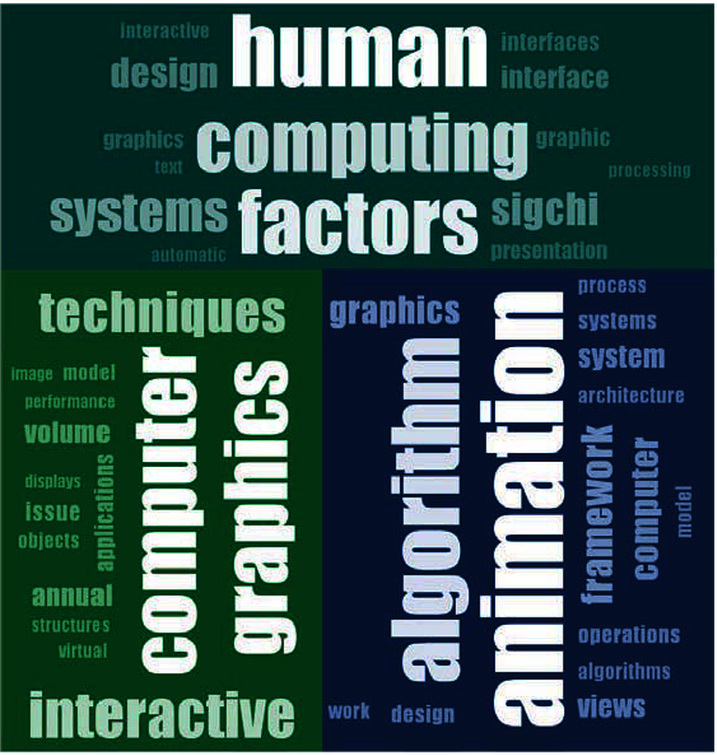 interactive
design
human
interfaces
interface
graphics
text
computing
graphic
processing
systems
automatic
factors
sigchi
presentation
techniques
image model
performance
volume
displays
issue
objects
applications
annual
structures
virtual
computer
graphics
interactive
graphics
algorithm
animation
process
systems
system
architecture
framework
computer
model
operations
algorithms
views
work
design